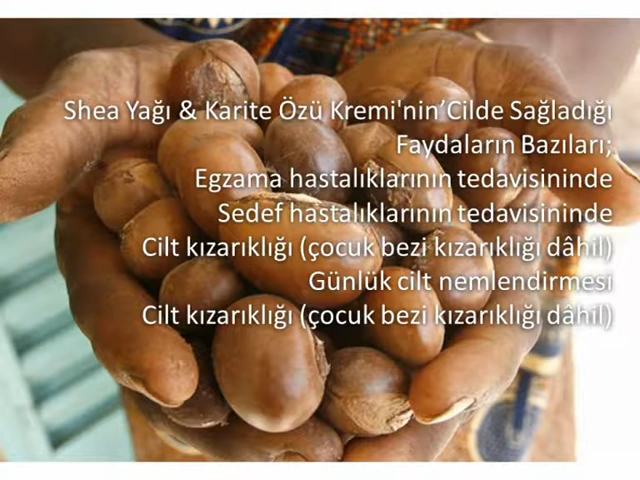 Shea Yağı & Karite Özü Kremi'nin’Cilde Sağladığı
Faydaların Bazıları;
Egzama hastalıklarının tedavisininde
Sedef hastalıklarının tedavisininde
Cilt kızarıklığı (çocuk bezi kızarıklığı dâhil)
Günlük cilt nemlendirmesi
Cilt kızarıklığı (çocuk bezi kızarıklığı dâhil)